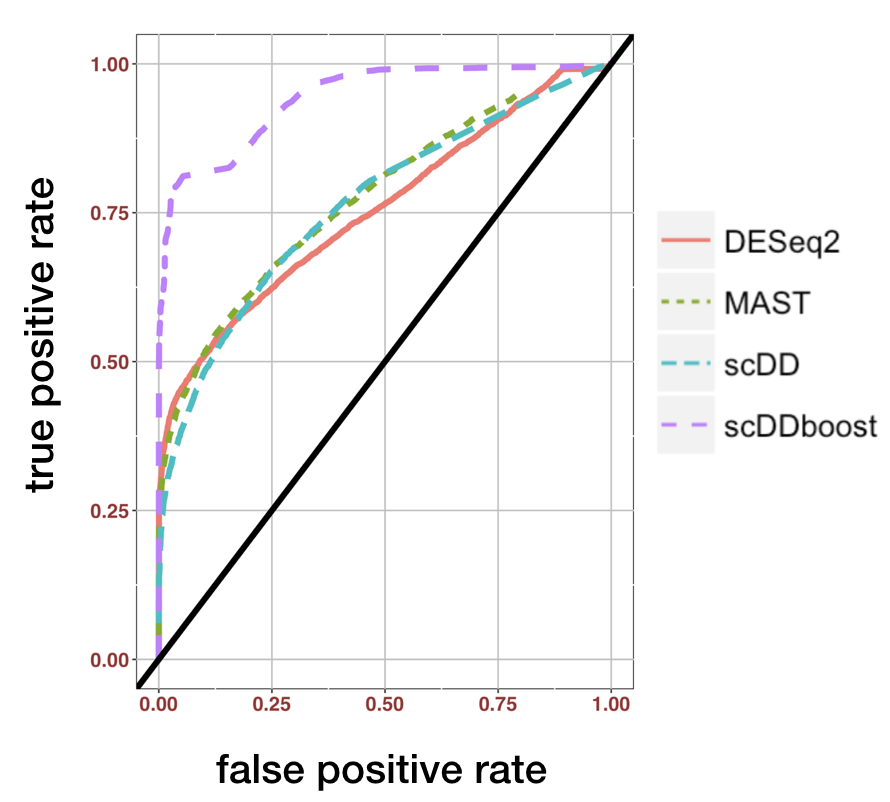 true positive rate
1.00
0.75
0.50
0.25
0.00
0.00 0.25 0.50 0.75 1.00
false positive rate
DESeq2
MAST
scDD
scDDboost